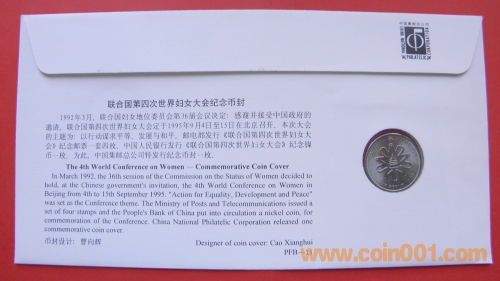 中国集邮总公司
CHINA NATIONAL
PHILATELIC
联合国第四次世界妇女大会纪念币封
1992年3月，联合国妇女地位委员会第36届会议决定：感谢并接受中国政府的
邀请，联合国第四次世界妇女大会定于1995年9月4日至15日在北京召开。本次大会
的主题为：以行动谋求平等、发展与和平。邮电部发行《联合国第四次世界妇女大
会》纪念邮票一套四枚，中国人民银行发行《联合国第四次世界妇女大会》纪念镍币
一枚。为此，中国集邮总公司特发行纪念币封一枚。
The 4th World Conference on Women — Commemorative Coin Cover
In March 1992, the 36th session of the Commission on the Status of Women decided to
hold, at the Chinese government's invitation, the 4th World Conference on Women in
Beijing from 4th to 15th September 1995. "Action for Equality, Development and Peace"
was set as the Conference theme. The Ministry of Posts and Telecommunications issued a
set of four stamps and the People's Bank of China put into circulation a nickel coin, for
commemoration of the Conference. China National Philatelic Corporation released one
commemorative coin cover.
币封设计：曹向辉
Designer of coin cover: Cao Xianghui
www.coin001.com